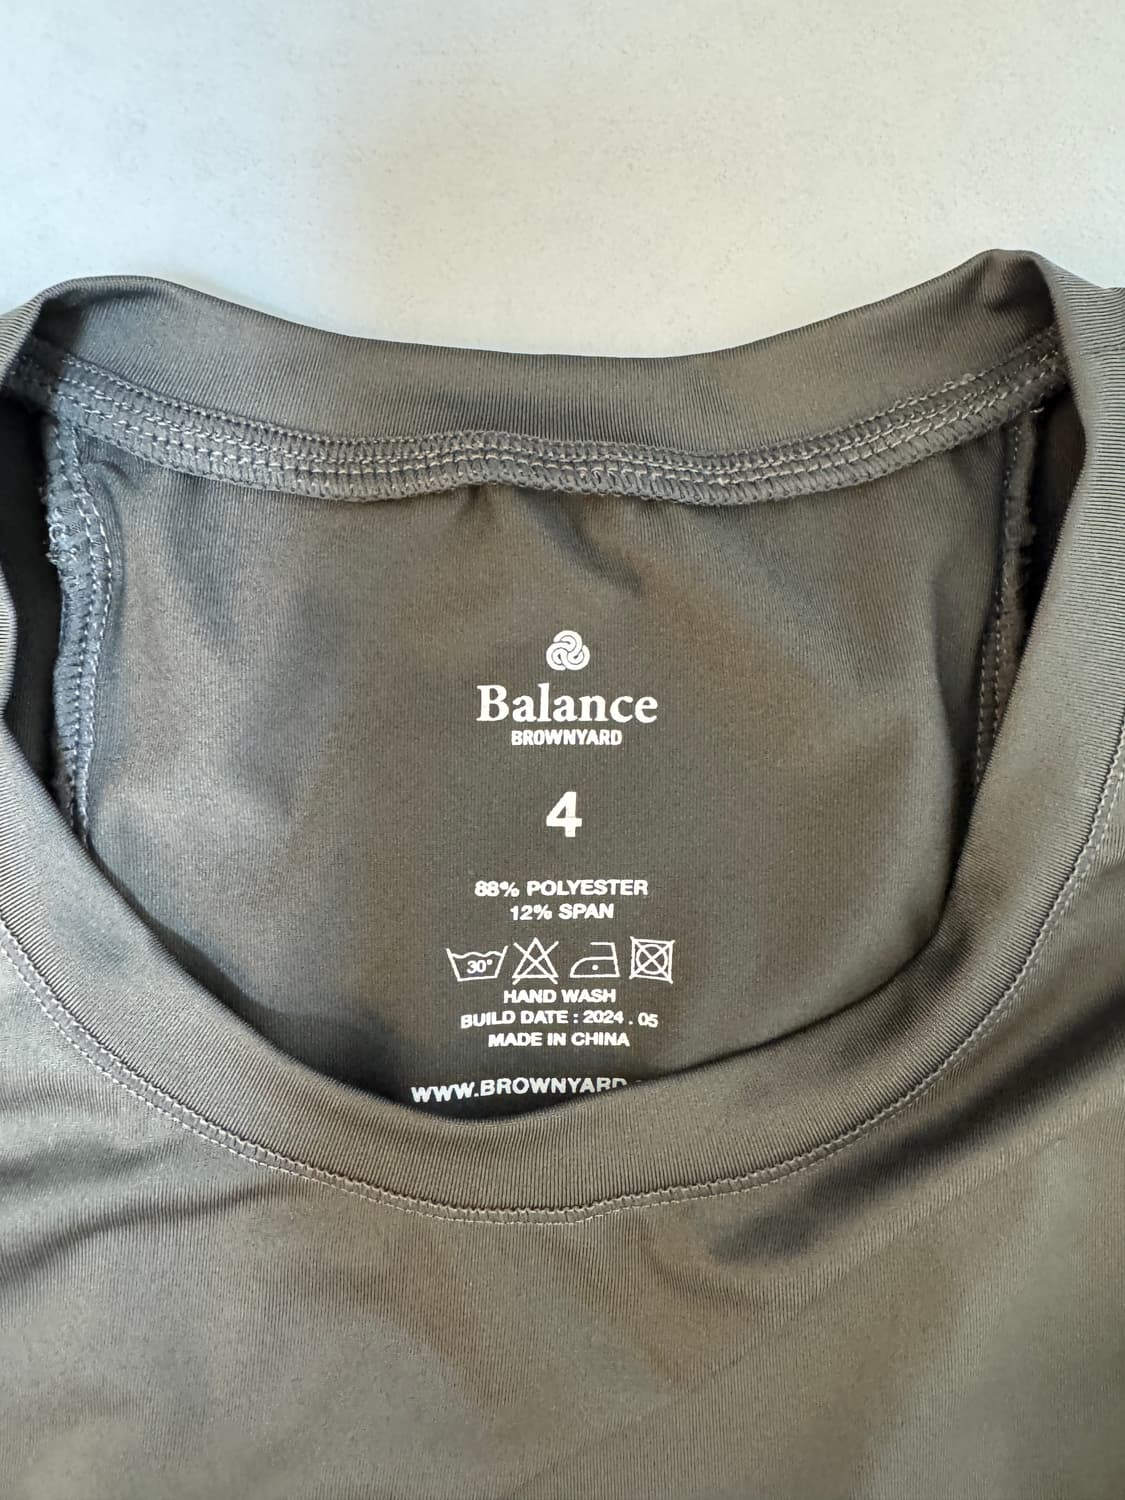 Balance
BROWNYARD
4
88% POLYESTER
12% SPAN
30°
HAND WASH
BUILD DATE : 2024 . 05
MADE IN CHINA
WWW.BROWNYARD